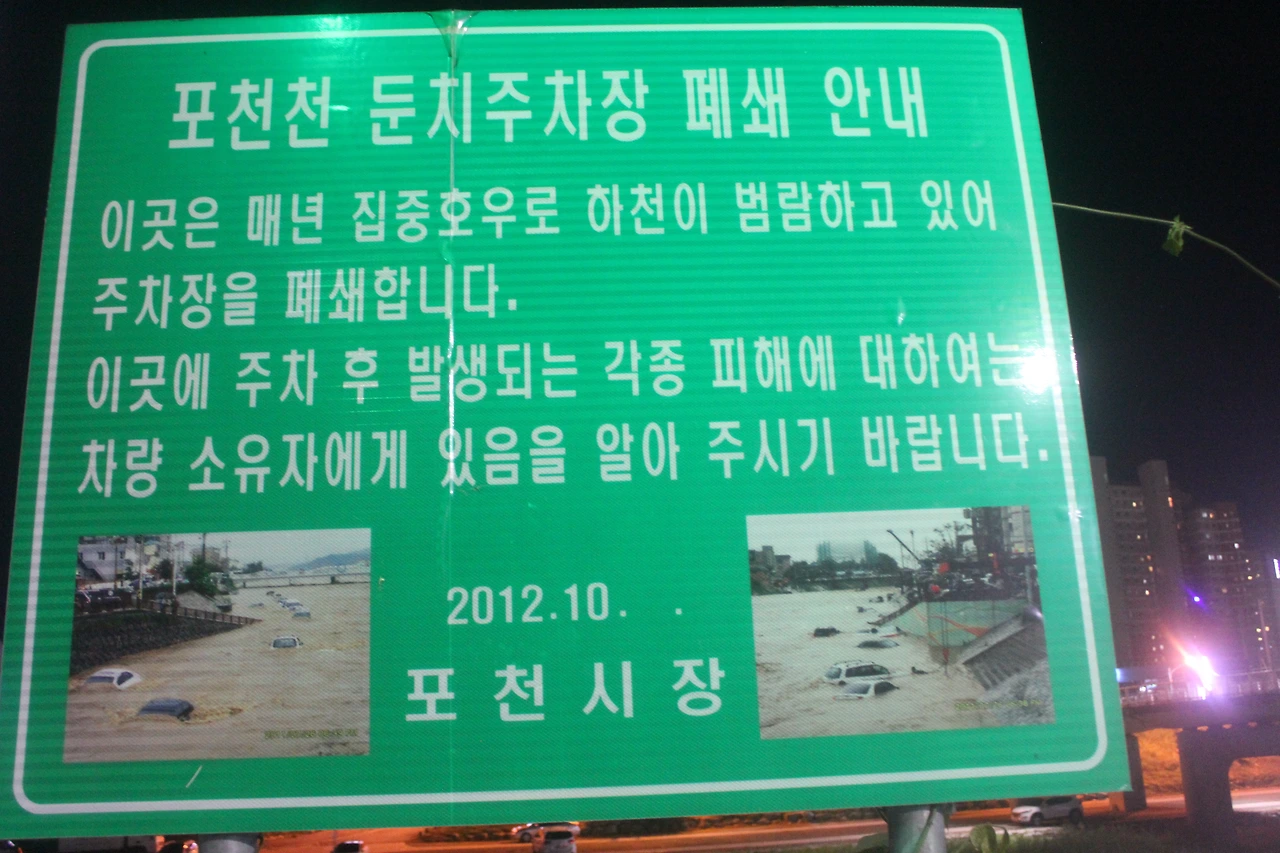 포천천 둔치주차장 폐쇄 안내
이곳은 매년 집중호우로 하천이 범람하고 있어
주차장을 폐쇄합니다.
이곳에 주차 후 발생되는 각종 피해에 대하여는
차량 소유자에게 있음을 알아 주시기 바랍니다.
2012.10. .
포천시장